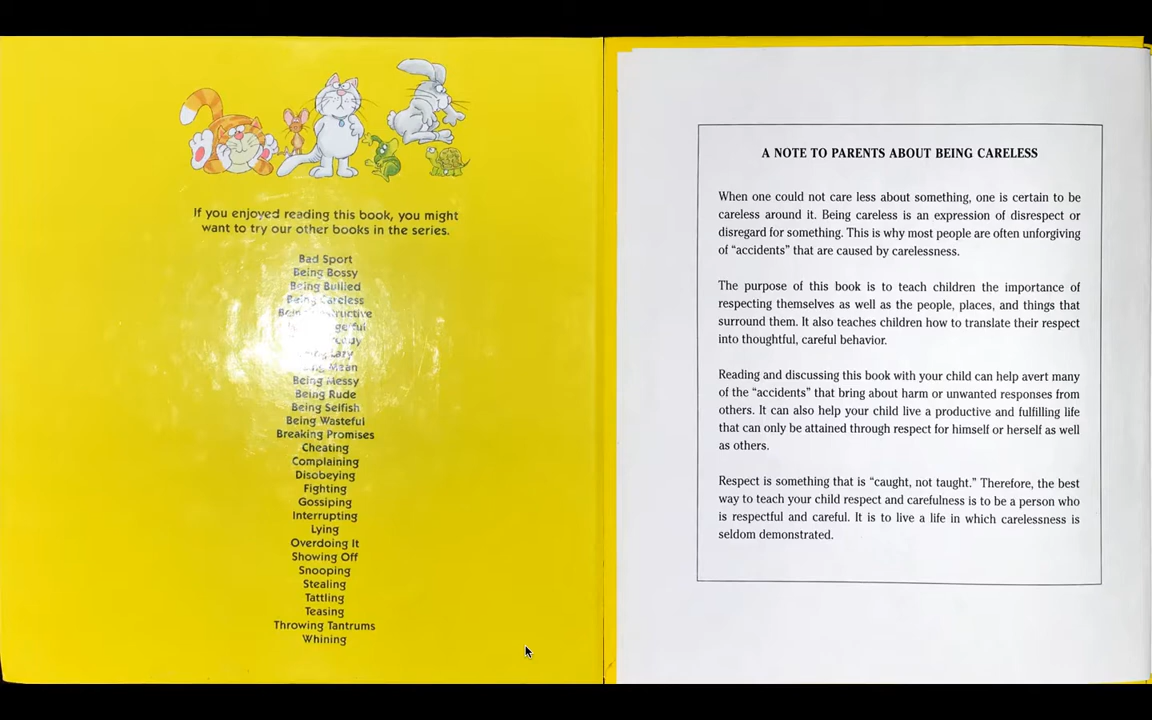 If you enjoyed reading this book, you might
want to try our other books in the series.
Bad Sport
Being Bossy
Being Bullied
Being Careless
Being
Lazy
Mean
Being Messy
Being Rude
Being Selfish
Being Wasteful
Breaking Promises
Cheating
Complaining
Disobeying
Fighting
Gossiping
Interrupting
Lying
Overdoing It
Showing Off
Snooping
Stealing
Tattling
Teasing
Throwing Tantrums
Whining
A NOTE TO PARENTS ABOUT BEING CARELESS
When one could not care less about something, one is certain to be
careless around it. Being careless is an expression of disrespect or
disregard for something. This is why most people are often unforgiving
of “accidents” that are caused by carelessness.
The purpose of this book is to teach children the importance of
respecting themselves as well as the people, places, and things that
surround them. It also teaches children how to translate their respect
into thoughtful, careful behavior.
Reading and discussing this book with your child can help avert many
of the “accidents” that bring about harm or unwanted responses from
others. It can also help your child live a productive and fulfilling life
that can only be attained through respect for himself or herself as well
as others.
Respect is something that is “caught, not taught.” Therefore, the best
way to teach your child respect and carefulness is to be a person who
is respectful and careful. It is to live a life in which carelessness is
seldom demonstrated.